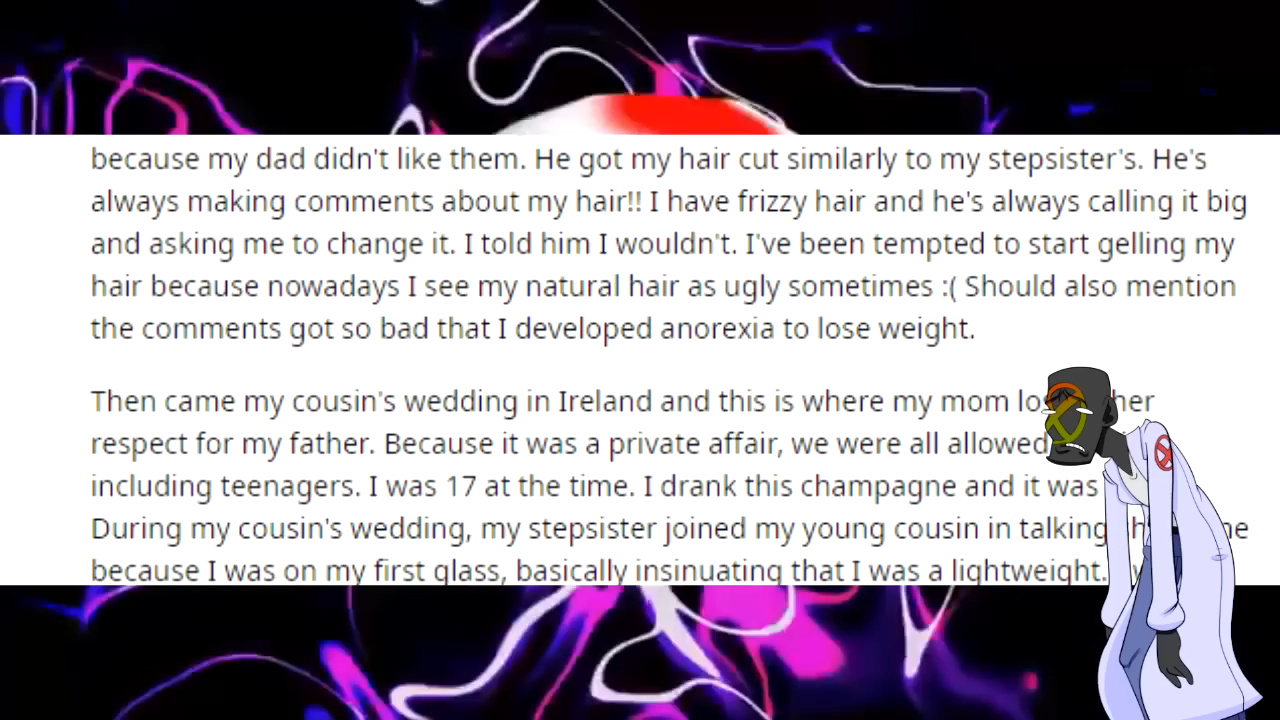 because my dad didn't like them. He got my hair cut similarly to my stepsister's. He's
always making comments about my hair!! I have frizzy hair and he's always calling it big
and asking me to change it. I told him I wouldn't. I've been tempted to start gelling my
hair because nowadays I see my natural hair as ugly sometimes :( Should also mention
the comments got so bad that I developed anorexia to lose weight.
Then came my cousin's wedding in Ireland and this is where my mom her
respect for my father. Because it was a private affair, we were all allowed
including teenagers. I was 17 at the time. I drank this champagne and it was
During my cousin's wedding, my stepsister joined my young cousin in talking
because I was on my first glass, basically insinuating that I was a lightweight.